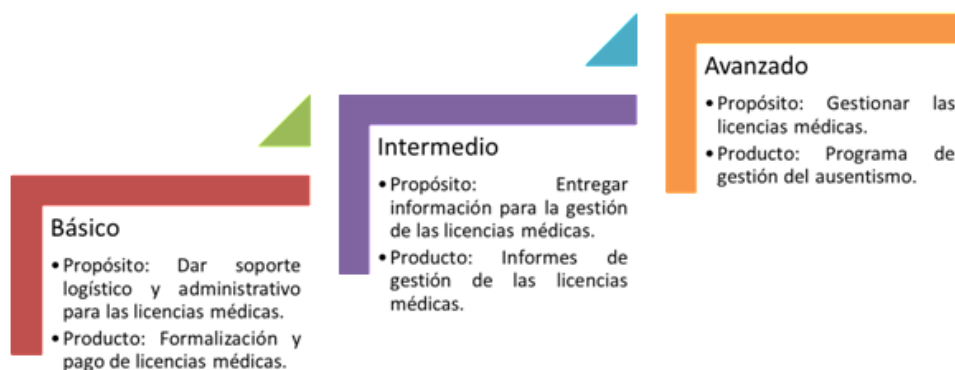 Básico
• Propósito: Dar soporte
logístico y administrativo
para las licencias médicas.
• Producto: Formalización y
pago de licencias médicas.
Intermedio
• Propósito: Entregar
información para la gestión
de las licencias médicas.
• Producto: Informes de
gestión de las licencias
médicas.
Avanzado
• Propósito: Gestionar las
licencias médicas.
• Producto: Programa de
gestión del ausentismo.